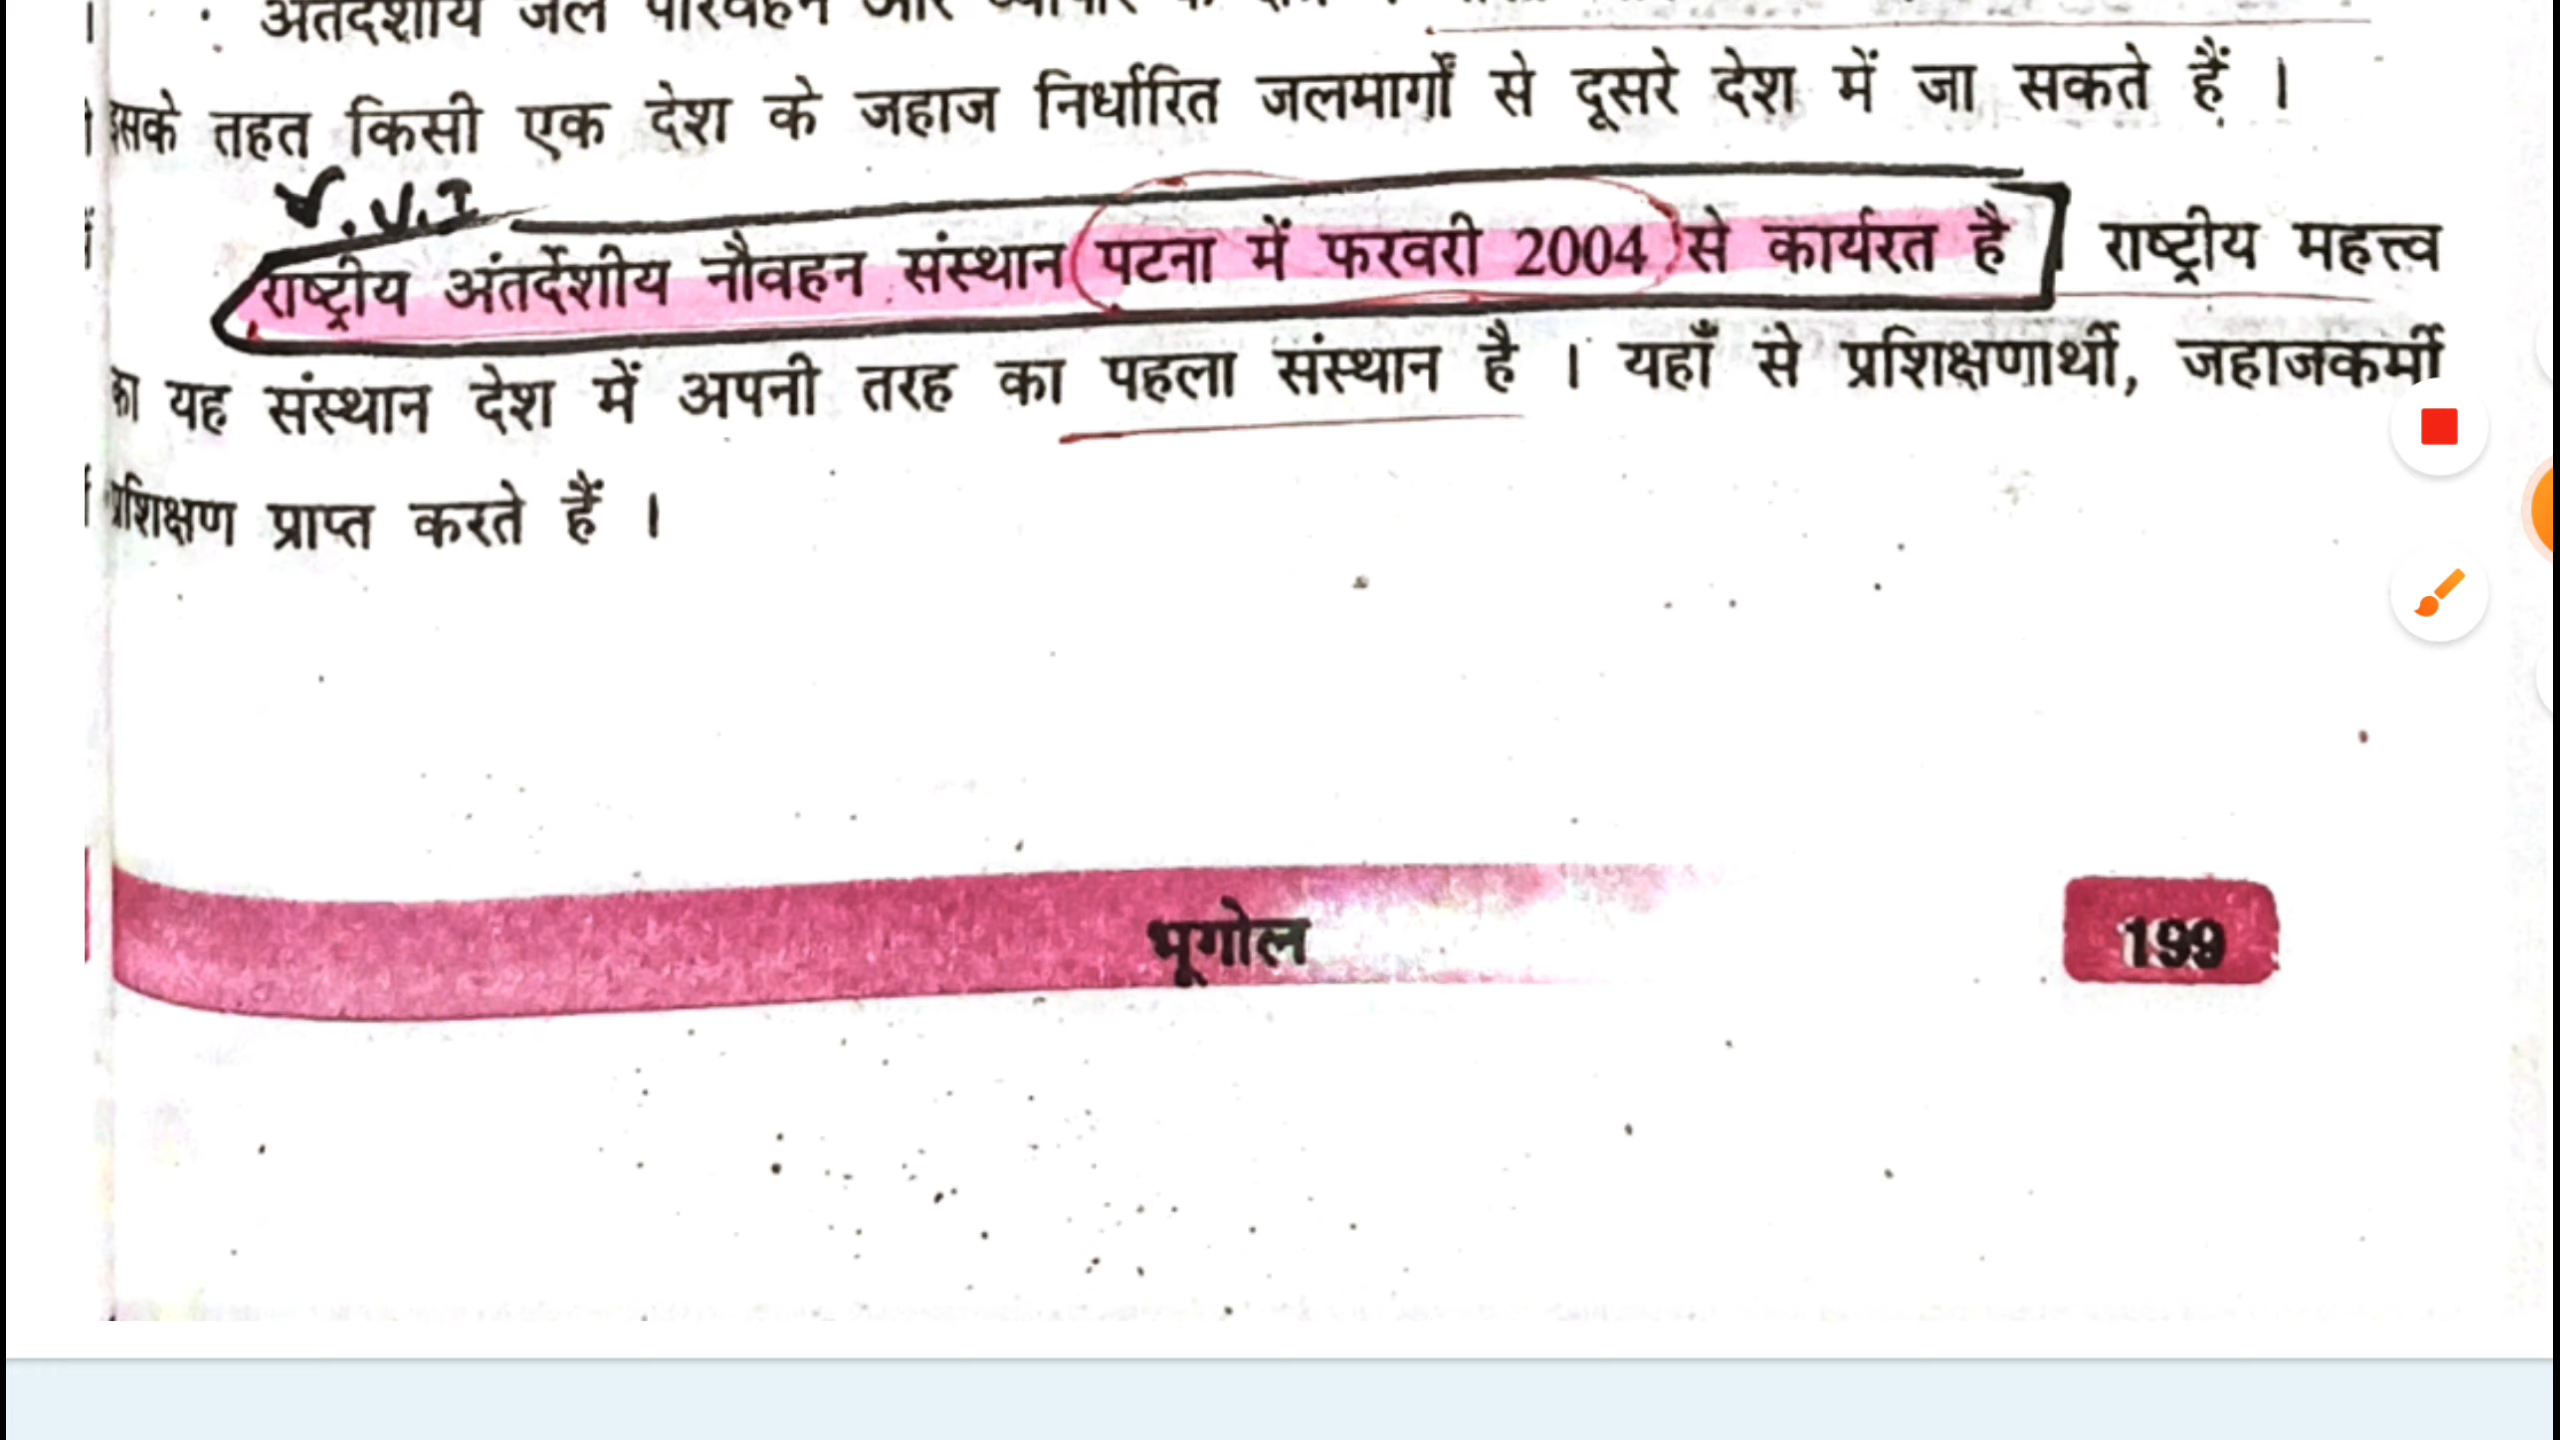 इसके तहत किसी एक देश के जहाज निर्धारित जलमार्गों से दूसरे देश में जा सकते हैं ।
V.V.I
राष्ट्रीय अंतर्देशीय नौवहन संस्थान पटना में फरवरी 2004 से कार्यरत है । राष्ट्रीय महत्त्व
का यह संस्थान देश में अपनी तरह का पहला संस्थान है । यहाँ से प्रशिक्षणार्थी, जहाजकर्मी
प्रशिक्षण प्राप्त करते हैं ।
भूगोल
199